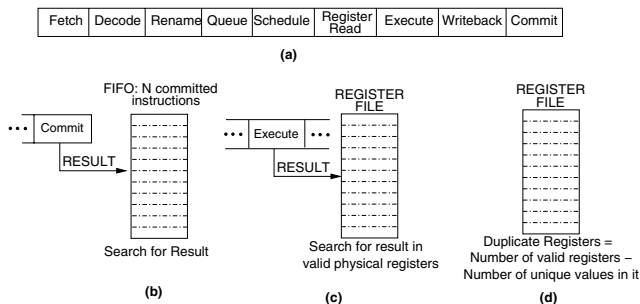 Fetch Decode Rename Queue Schedule Register Read Execute Writeback Commit
(a)
FIFO: N committed
instructions
••• Commit
RESULT
Search for Result
(b)
REGISTER
FILE
••• Execute •••
RESULT
Search for result in
valid physical registers
(c)
REGISTER
FILE
Duplicate Registers =
Number of valid registers –
Number of unique values in it
(d)